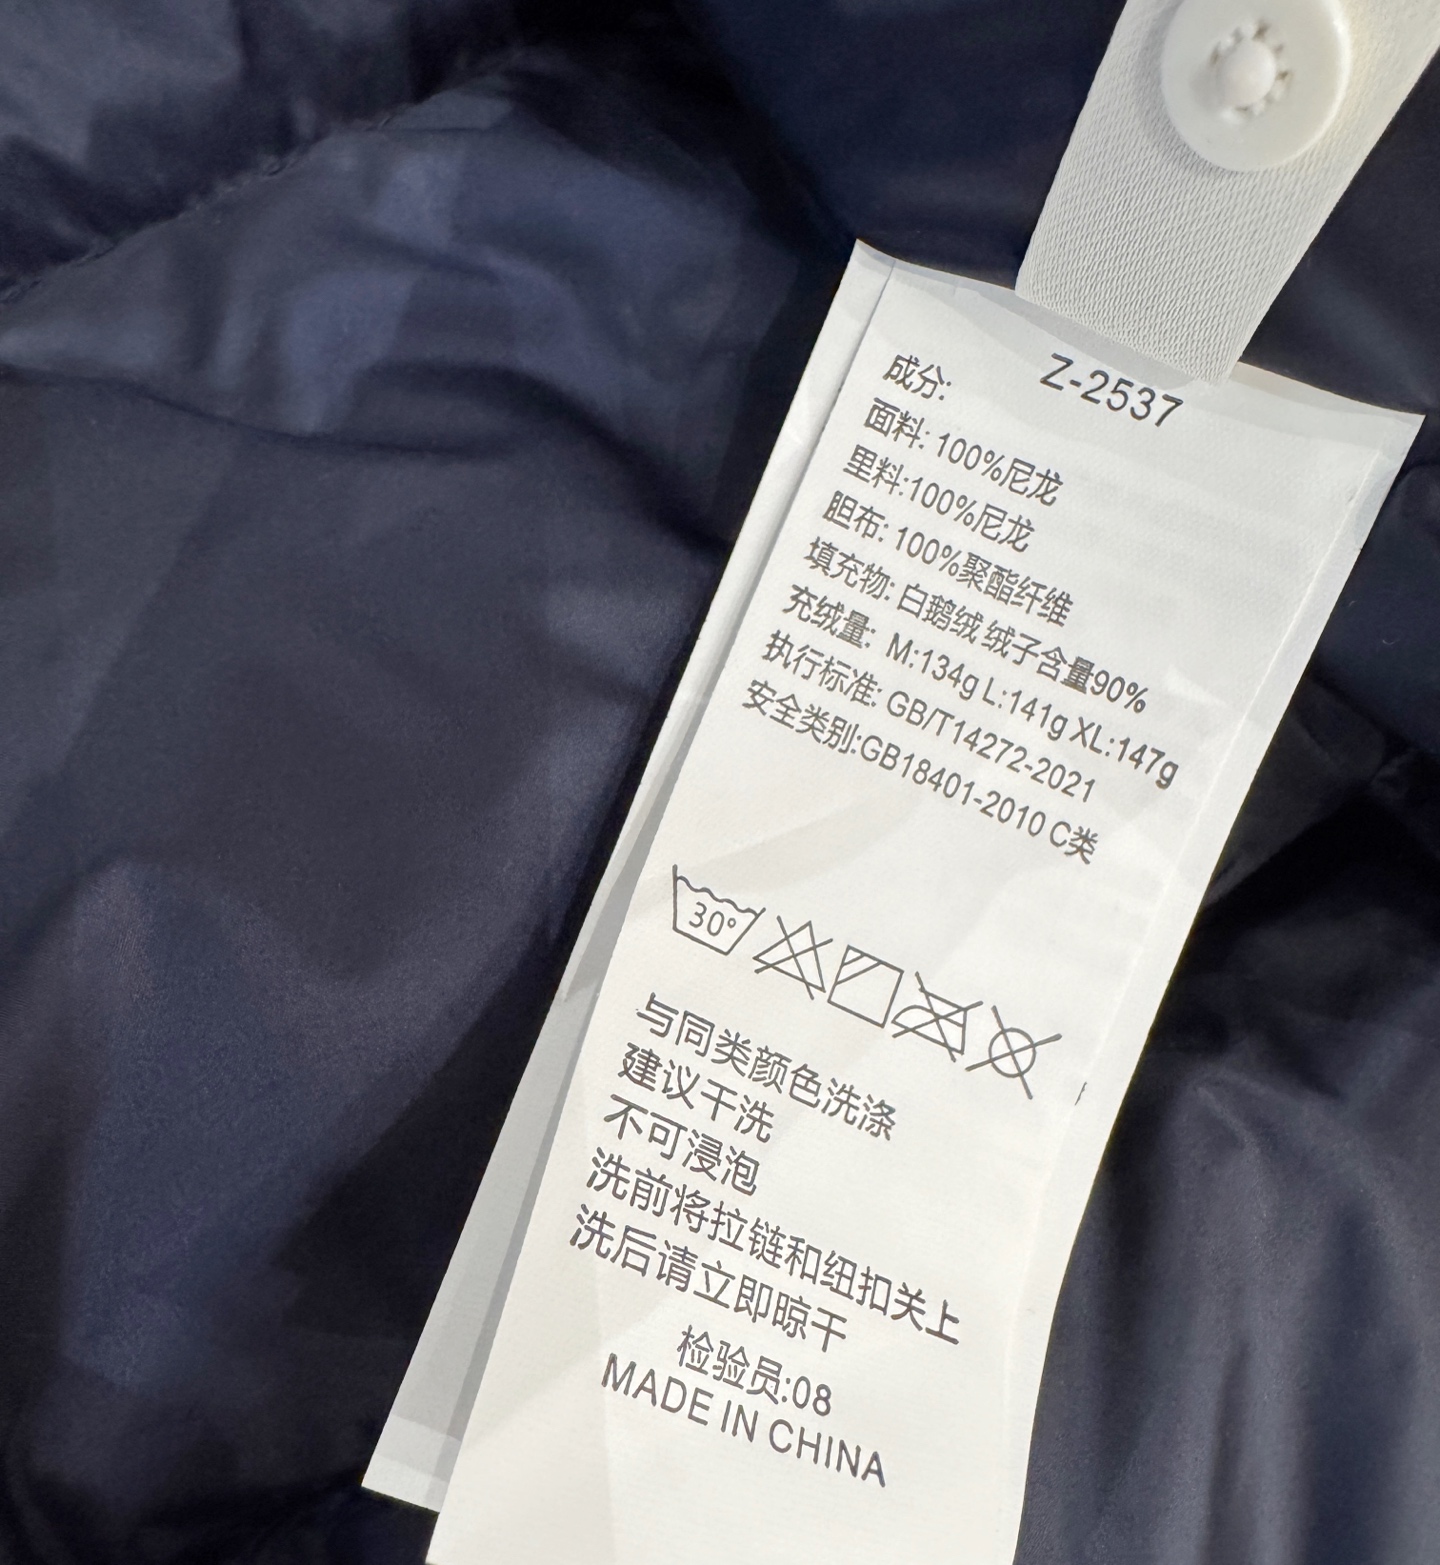 Z-2537
成分:
面料: 100%尼龙
里料:100%尼龙
胆布: 100%聚酯纤维
填充物: 白鹅绒 绒子含量90%
充绒量: M:134g L:141g XL:147g
执行标准: GB/T14272-2021
安全类别:GB18401-2010 C类
30°
与同类颜色洗涤
建议干洗
不可浸泡
洗前将拉链和纽扣关上
洗后请立即晾干
检验员:08
MADE IN CHINA